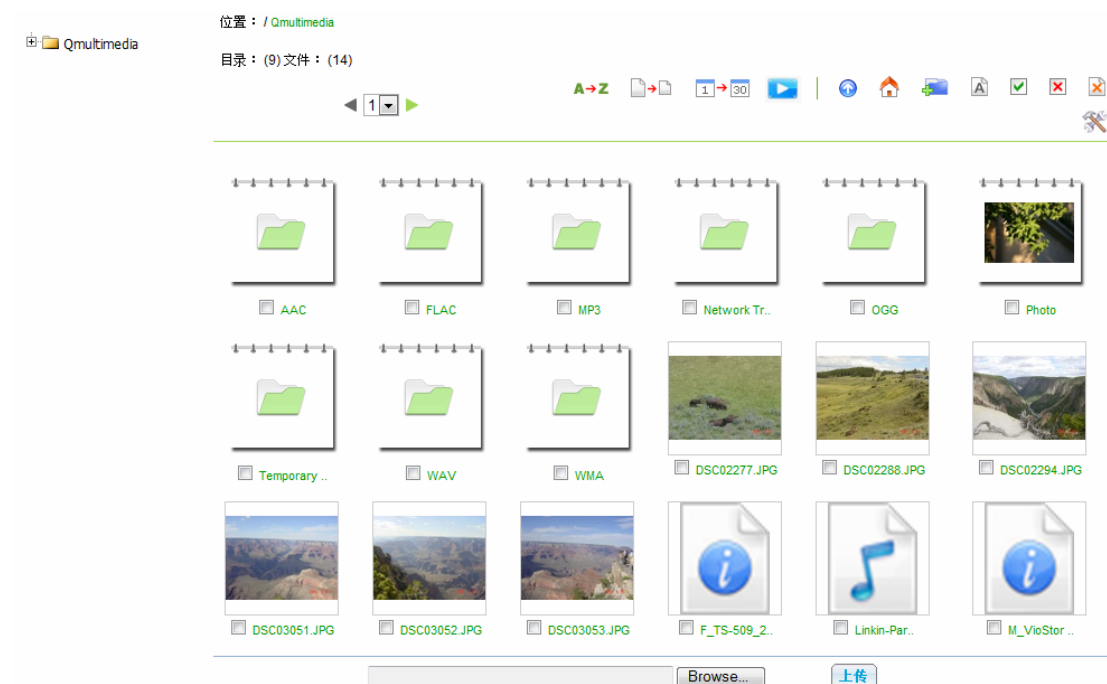 位置： / Qmultimedia
Qmultimedia
目录： (9) 文件： (14)
A→Z 1→30 A
1
AAC FLAC MP3 Network Tr.. OGG Photo
Temporary .. WAV WMA DSC02277.JPG DSC02288.JPG DSC02294.JPG
DSC03051.JPG DSC03052.JPG DSC03053.JPG F_TS-509_2.. Linkin-Par.. M_VioStor ..
Browse... 上传